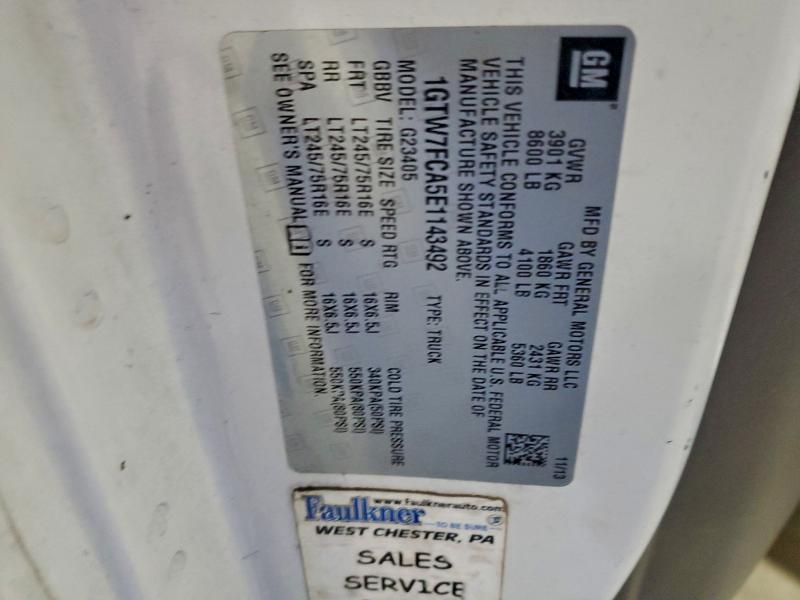 GM
MFD BY GENERAL MOTORS LLC
GVWR GAWR FRT GAWR RR
3901 KG 1860 KG 2431 KG
8600 LB 4100 LB 5360 LB
11/13
THIS VEHICLE CONFORMS TO ALL APPLICABLE U.S. FEDERAL MOTOR
VEHICLE SAFETY STANDARDS IN EFFECT ON THE DATE OF
MANUFACTURE SHOWN ABOVE.
1GTW7FCA5E1143492 TYPE: TRUCK
MODEL: G23405
GBBV TIRE SIZE SPEED RTG RIM COLD TIRE PRESSURE
FRT LT245/75R16E S 16X6.5J 340KPA(50PSI)
RR LT245/75R16E S 16X6.5J 550KPA(80PSI)
SPA LT245/75R16E S 16X6.5J 550KPA(80PSI)
SEE OWNER'S MANUAL FOR MORE INFORMATION.
www.Faulknerauto.com
Faulkner
TO BE SURE
WEST CHESTER, PA
SALES
SERVICE